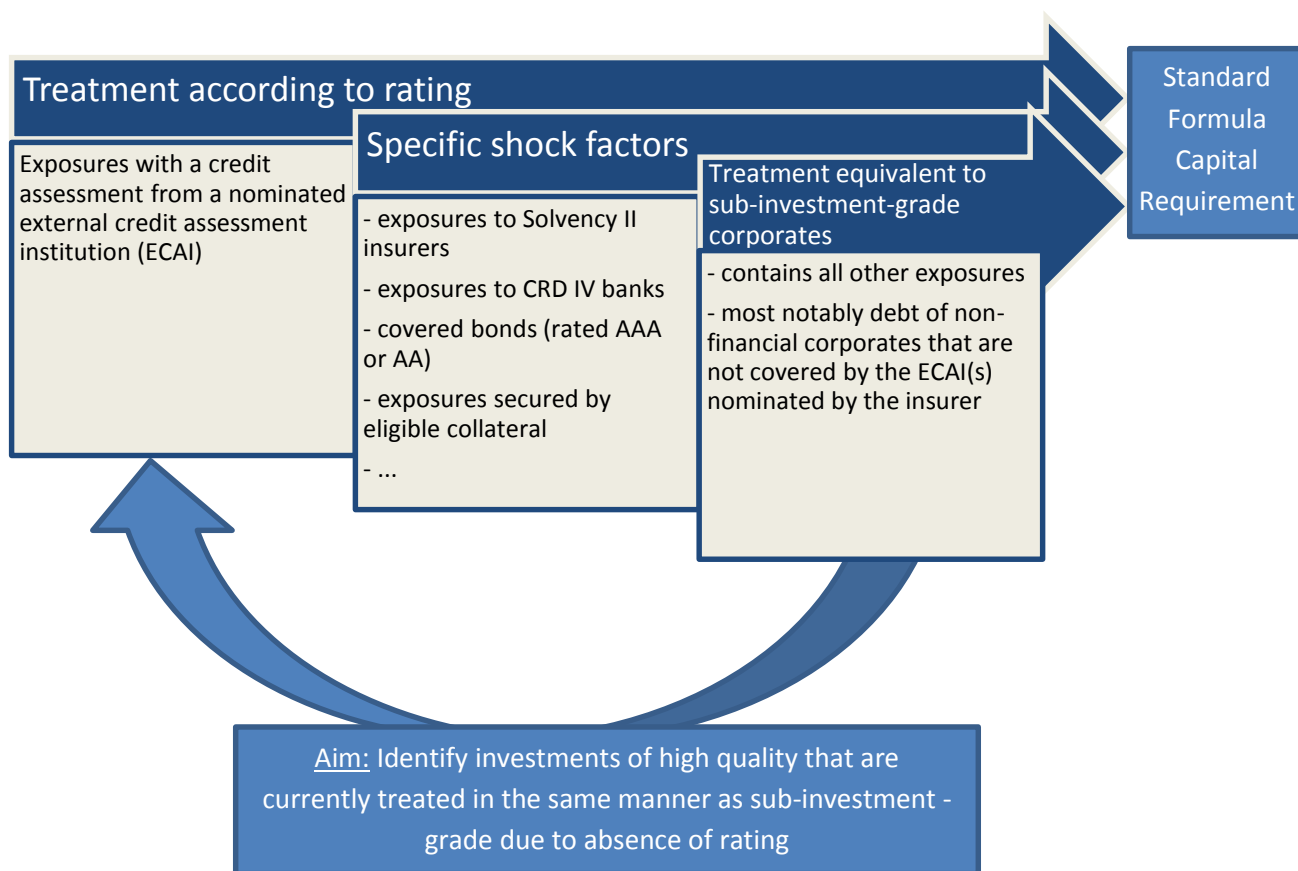 Treatment according to rating
Exposures with a credit
assessment from a nominated
external credit assessment
institution (ECAI)
Specific shock factors
- exposures to Solvency II
insurers
- exposures to CRD IV banks
- covered bonds (rated AAA
or AA)
- exposures secured by
eligible collateral
- ...
Treatment equivalent to
sub-investment-grade
corporates
- contains all other exposures
- most notably debt of non-
financial corporates that are
not covered by the ECAI(s)
nominated by the insurer
Standard
Formula
Capital
Requirement
Aim: Identify investments of high quality that are
currently treated in the same manner as sub-investment -
grade due to absence of rating